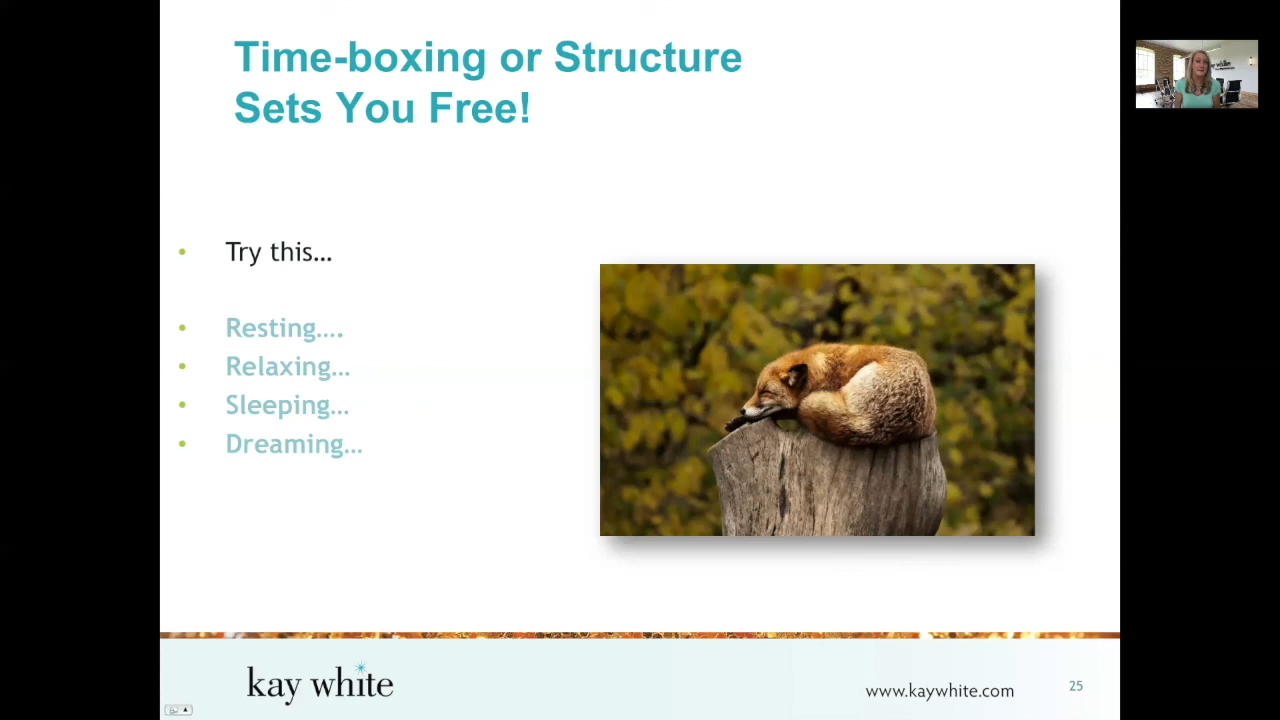 Time-boxing or Structure
Sets You Free!
• Try this...
• Resting....
• Relaxing...
• Sleeping...
• Dreaming...
kay white
www.kaywhite.com
25